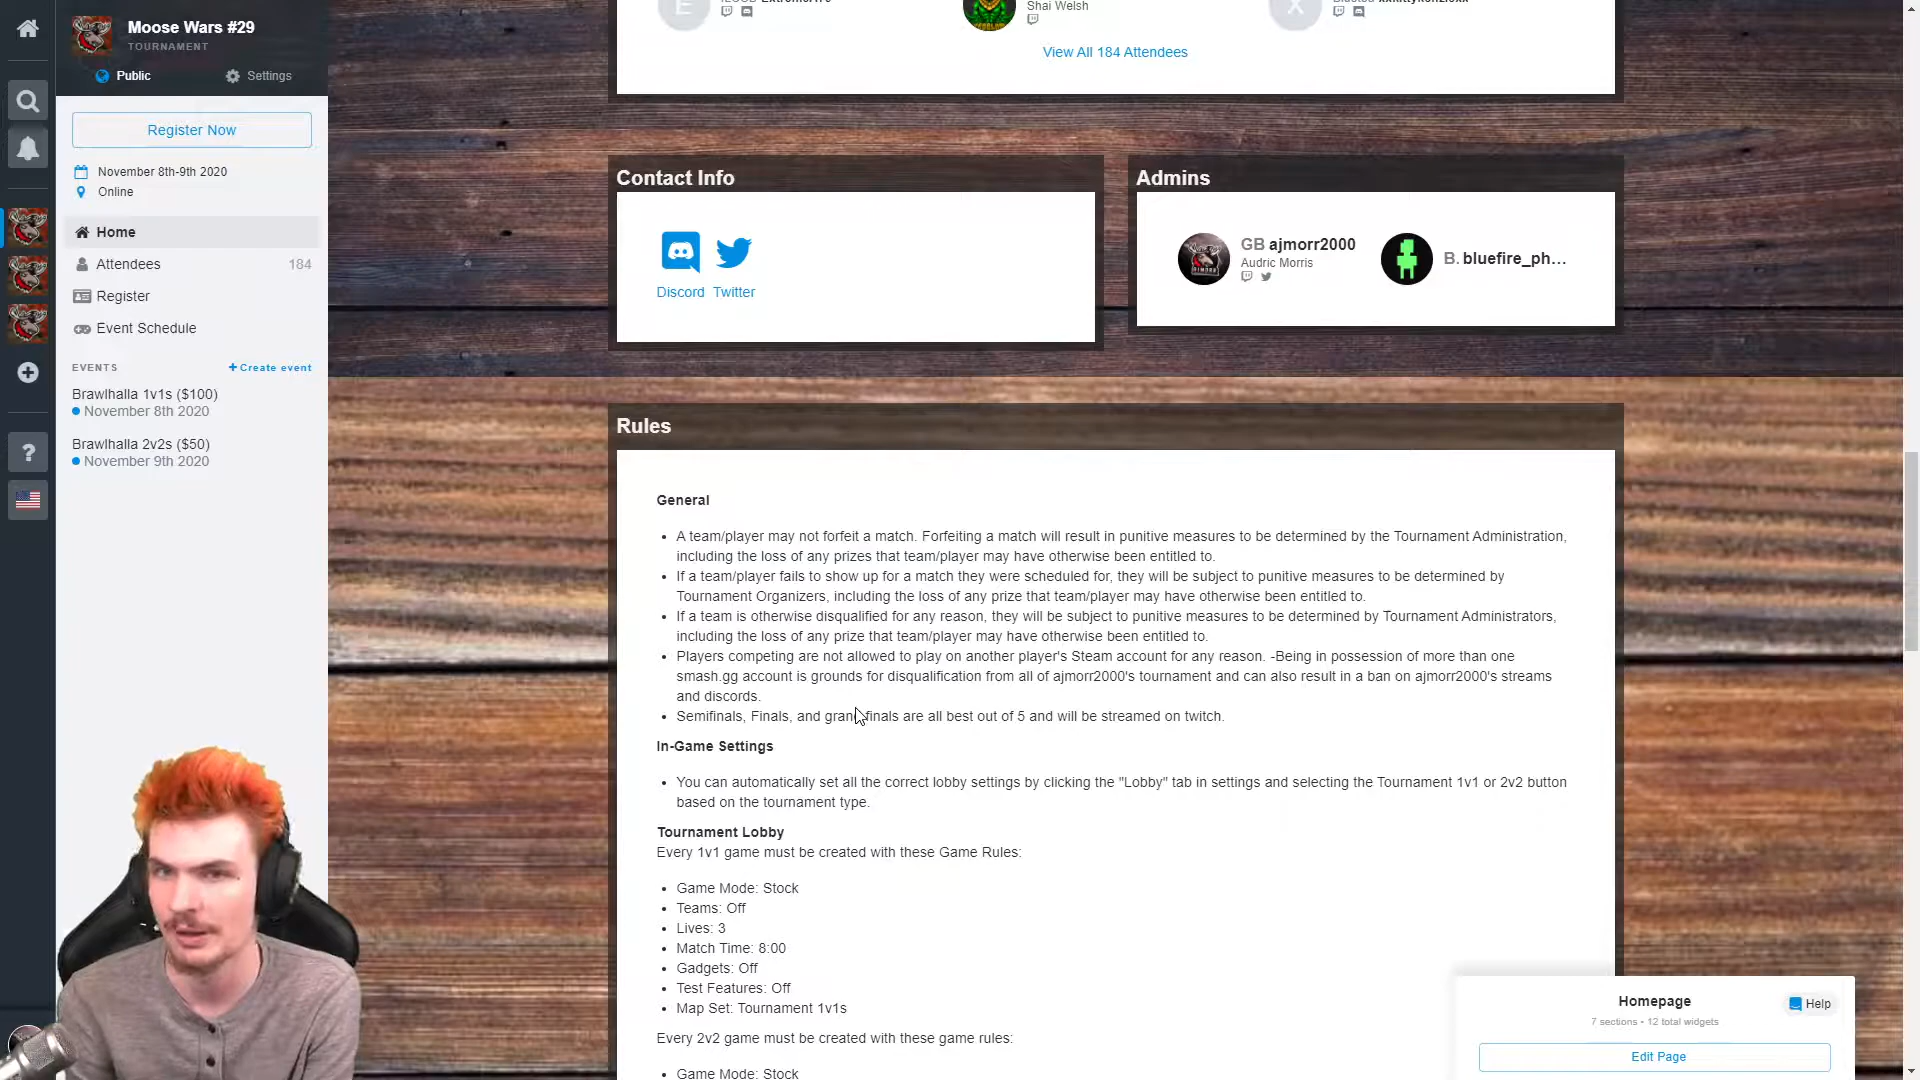 Moose Wars #29
TOURNAMENT
Public
Settings
Register Now
November 8th-9th 2020
Online
Home
Attendees 184
Register
Event Schedule
EVENTS
+ Create event
Brawlhalla 1v1s ($100)
November 8th 2020
Brawlhalla 2v2s ($50)
November 9th 2020
?
E
Shai Welsh
X
View All 184 Attendees
Contact Info
Discord Twitter
Admins
GB ajmorr2000
Audric Morris
B. bluefire_ph...
Rules
General
• A team/player may not forfeit a match. Forfeiting a match will result in punitive measures to be determined by the Tournament Administration,
including the loss of any prizes that team/player may have otherwise been entitled to.
• If a team/player fails to show up for a match they were scheduled for, they will be subject to punitive measures to be determined by
Tournament Organizers, including the loss of any prize that team/player may have otherwise been entitled to.
• If a team is otherwise disqualified for any reason, they will be subject to punitive measures to be determined by Tournament Administrators,
including the loss of any prize that team/player may have otherwise been entitled to.
• Players competing are not allowed to play on another player's Steam account for any reason. -Being in possession of more than one
smash.gg account is grounds for disqualification from all of ajmorr2000's tournament and can also result in a ban on ajmorr2000's streams
and discords.
• Semifinals, Finals, and grand finals are all best out of 5 and will be streamed on twitch.
In-Game Settings
• You can automatically set all the correct lobby settings by clicking the "Lobby" tab in settings and selecting the Tournament 1v1 or 2v2 button
based on the tournament type.
Tournament Lobby
Every 1v1 game must be created with these Game Rules:
• Game Mode: Stock
• Teams: Off
• Lives: 3
• Match Time: 8:00
• Gadgets: Off
• Test Features: Off
• Map Set: Tournament 1v1s
Every 2v2 game must be created with these game rules:
• Game Mode: Stock
Homepage
Help
7 sections • 12 total widgets
Edit Page